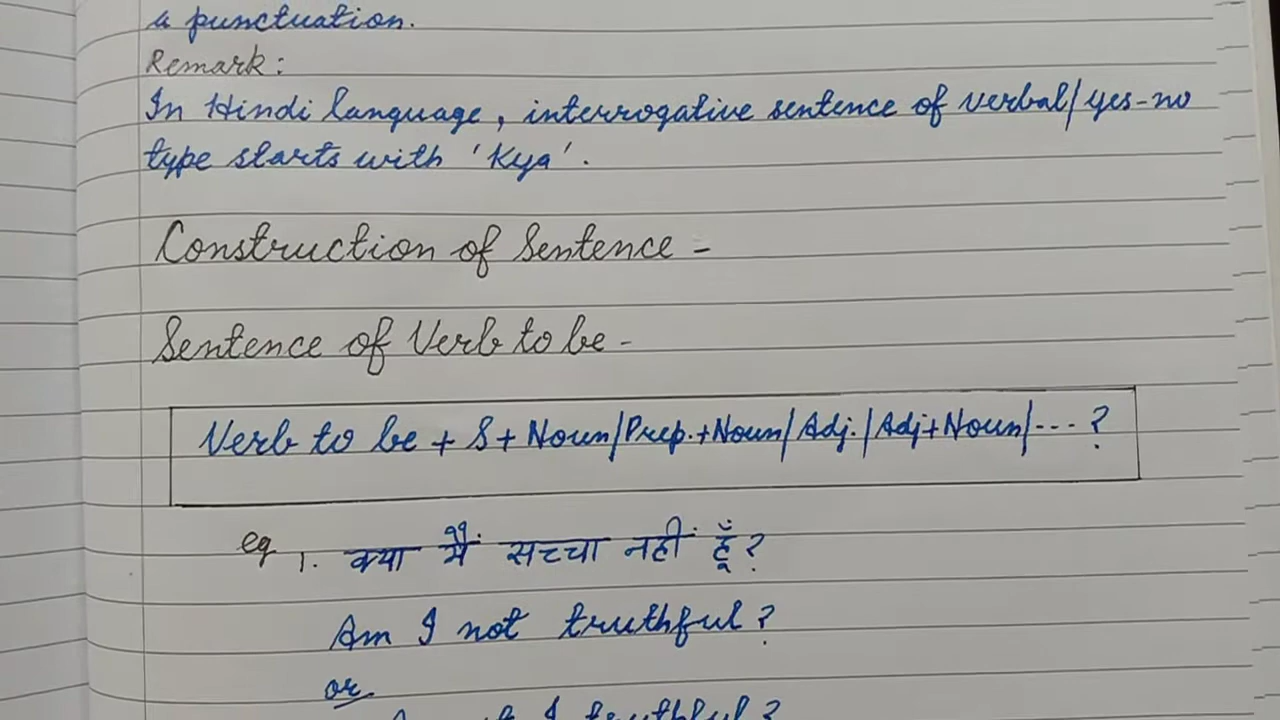 a punctuation.
Remark:
In Hindi language, interrogative sentence of verbal/yes-no
type starts with 'Kya'.
Construction of Sentence -
Sentence of Verb to be -
Verb to be + S + Noun/Prep.+Noun/Adj./Adj+Noun/--- ?
eg 1. क्या मैं सच्चा नहीं हूँ?
Am I not truthful?
or
I truthful?